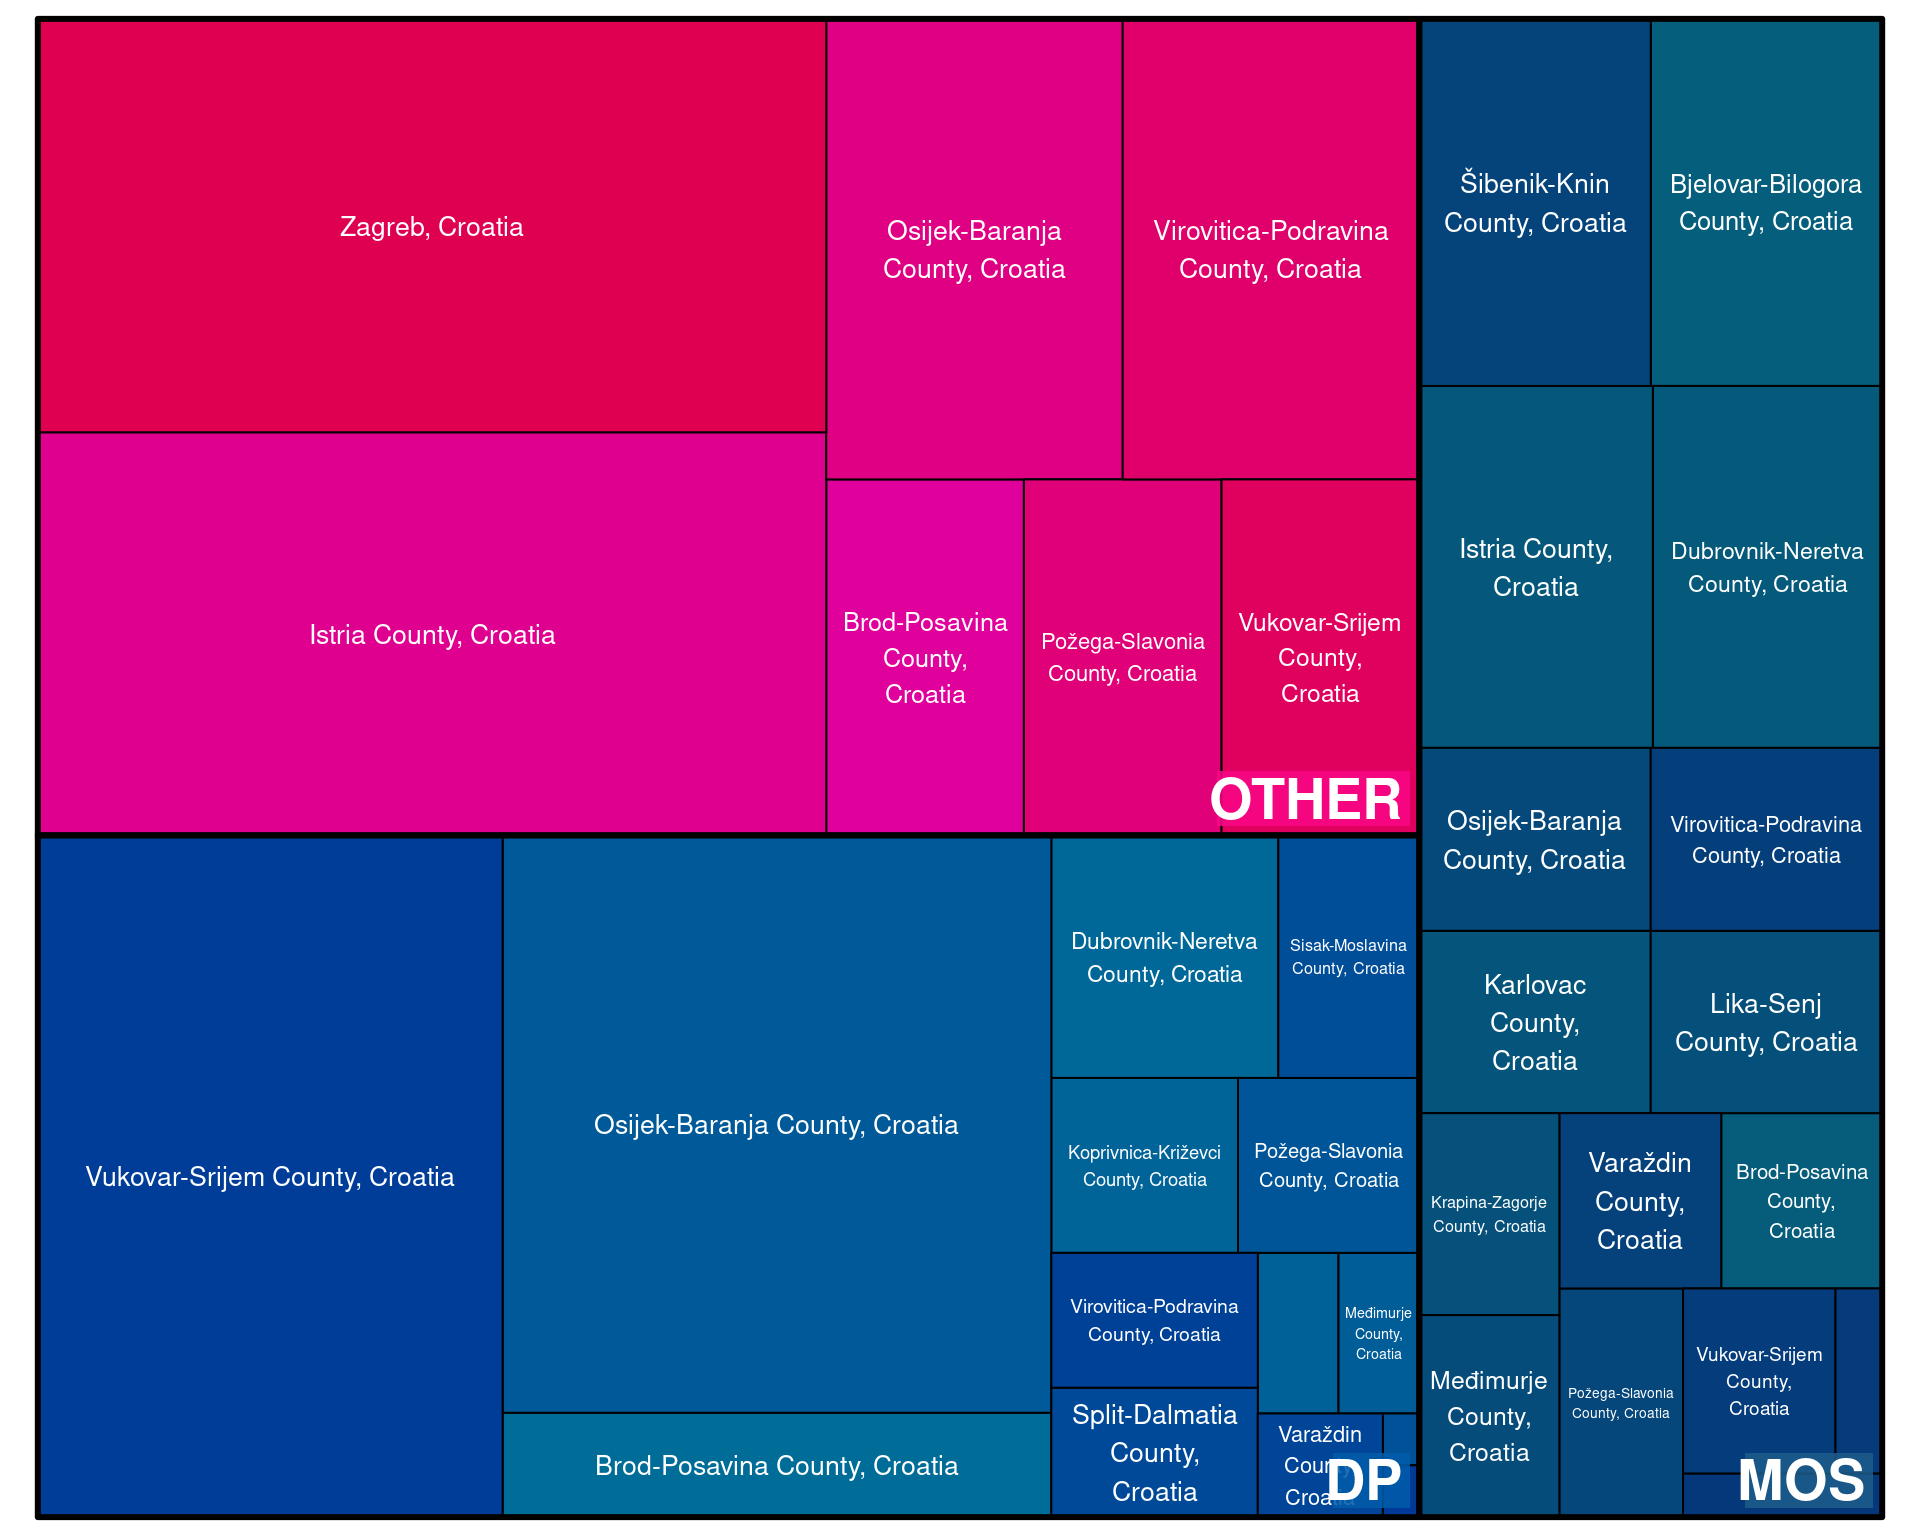 Zagreb, Croatia
Istria County, Croatia
Osijek-Baranja
County, Croatia
Virovitica-Podravina
County, Croatia
Brod-Posavina
County,
Croatia
Požega-Slavonia
County, Croatia
Vukovar-Srijem
County,
Croatia
OTHER
Vukovar-Srijem County, Croatia
Osijek-Baranja County, Croatia
Brod-Posavina County, Croatia
Dubrovnik-Neretva
County, Croatia
Sisak-Moslavina
County, Croatia
Koprivnica-Križevci
County, Croatia
Požega-Slavonia
County, Croatia
Virovitica-Podravina
County, Croatia
Međimurje
County,
Croatia
Split-Dalmatia
County,
Croatia
Varaždin
County,
Croatia
DP
Šibenik-Knin
County, Croatia
Bjelovar-Bilogora
County, Croatia
Istria County,
Croatia
Dubrovnik-Neretva
County, Croatia
Osijek-Baranja
County, Croatia
Virovitica-Podravina
County, Croatia
Karlovac
County,
Croatia
Lika-Senj
County, Croatia
Krapina-Zagorje
County, Croatia
Varaždin
County,
Croatia
Brod-Posavina
County,
Croatia
Međimurje
County,
Croatia
Požega-Slavonia
County, Croatia
Vukovar-Srijem
County,
Croatia
MOS